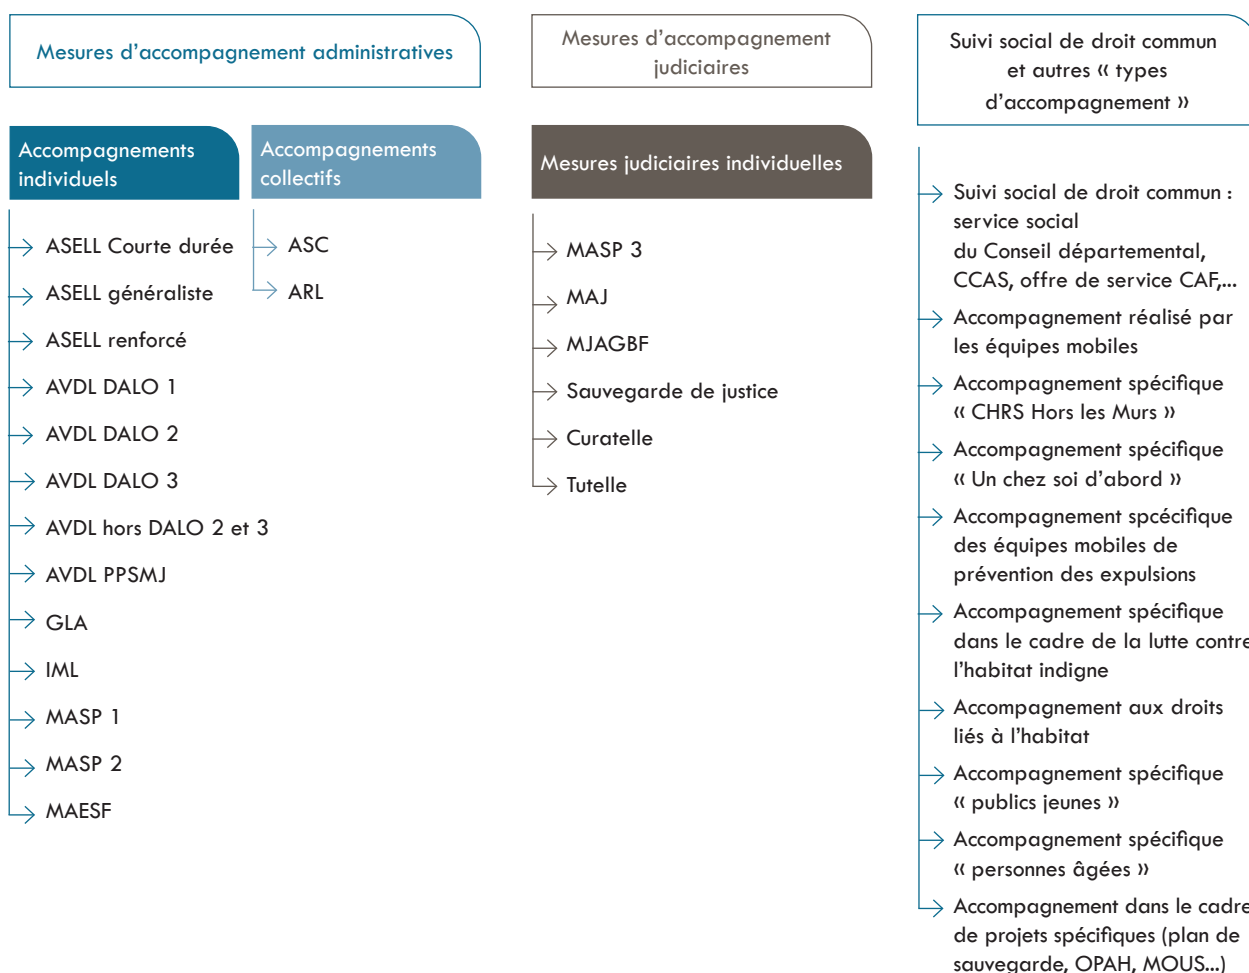 Mesures d'accompagnement administratives
Accompagnements
individuels
ASELL Courte durée
ASELL généraliste
ASELL renforcé
AVDL DALO 1
AVDL DALO 2
AVDL DALO 3
AVDL hors DALO 2 et 3
AVDL PPSMJ
GLA
IML
MASP 1
MASP 2
MAESF
Accompagnements
collectifs
ASC
ARL
Mesures d'accompagnement
judiciaires
Mesures judiciaires individuelles
MASP 3
MAJ
MJAGBF
Sauvegarde de justice
Curatelle
Tutelle
Suivi social de droit commun
et autres « types
d'accompagnement »
Suivi social de droit commun :
service social
du Conseil départemental,
CCAS, offre de service CAF,...
Accompagnement réalisé par
les équipes mobiles
Accompagnement spécifique
« CHRS Hors les Murs »
Accompagnement spécifique
« Un chez soi d'abord »
Accompagnement spcécifique
des équipes mobiles de
prévention des expulsions
Accompagnement spécifique
dans le cadre de la lutte contre
l'habitat indigne
Accompagnement aux droits
liés à l'habitat
Accompagnement spécifique
« publics jeunes »
Accompagnement spécifique
« personnes âgées »
Accompagnement dans le cadre
de projets spécifiques (plan de
sauvegarde, OPAH, MOUS...)